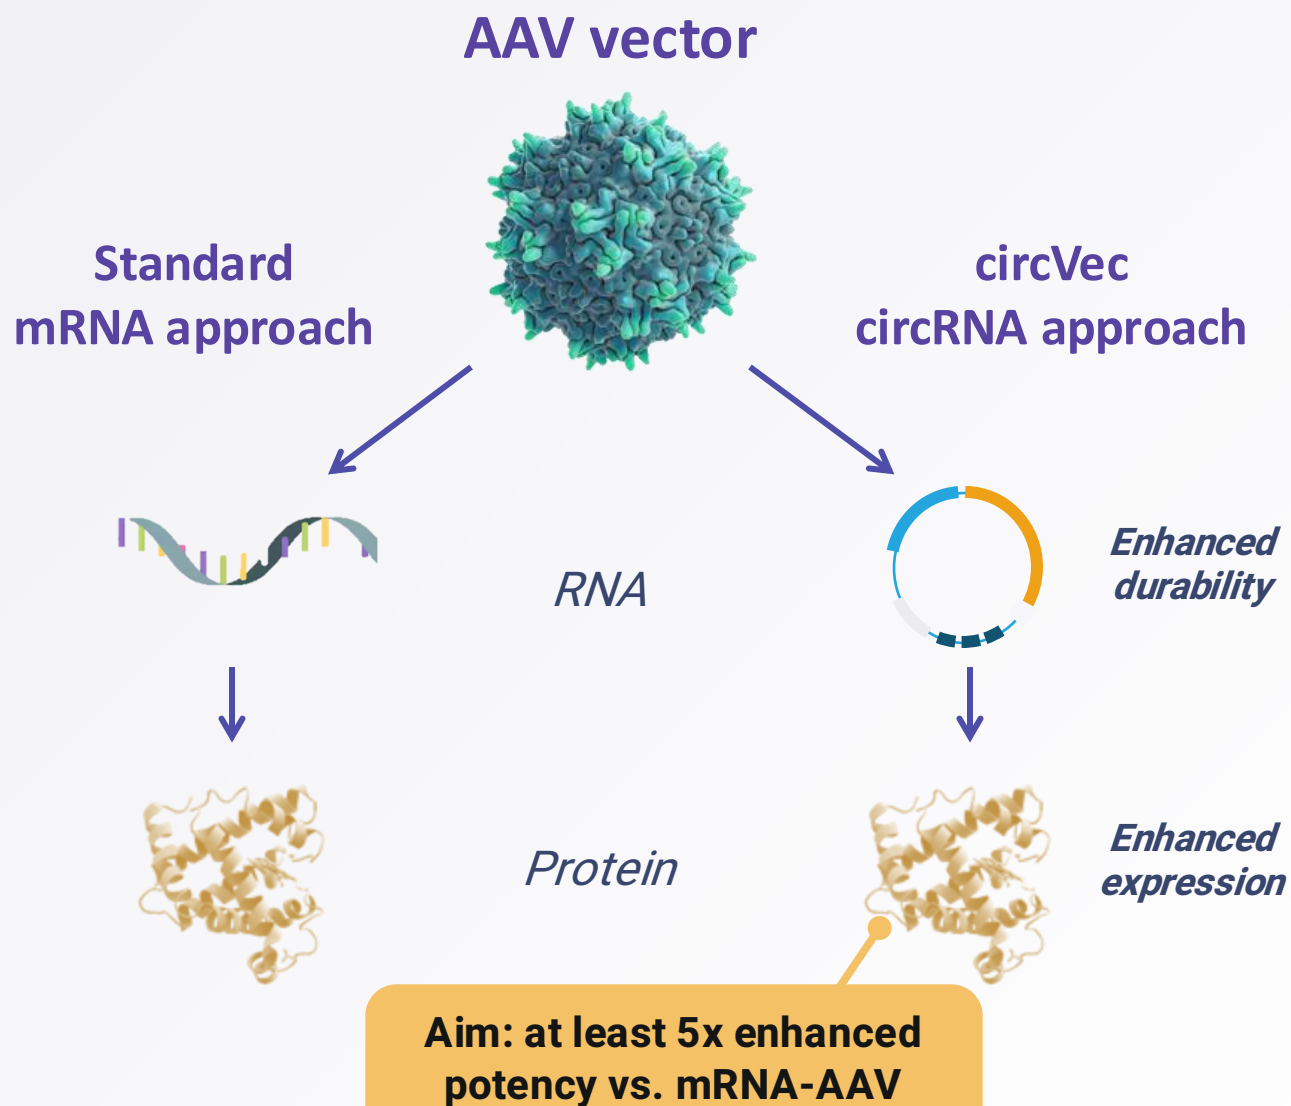 AAV vector
Standard
mRNA approach
circVec
circRNA approach
RNA
Enhanced
durability
Protein
Enhanced
expression
Aim: at least 5x enhanced
potency vs. mRNA-AAV